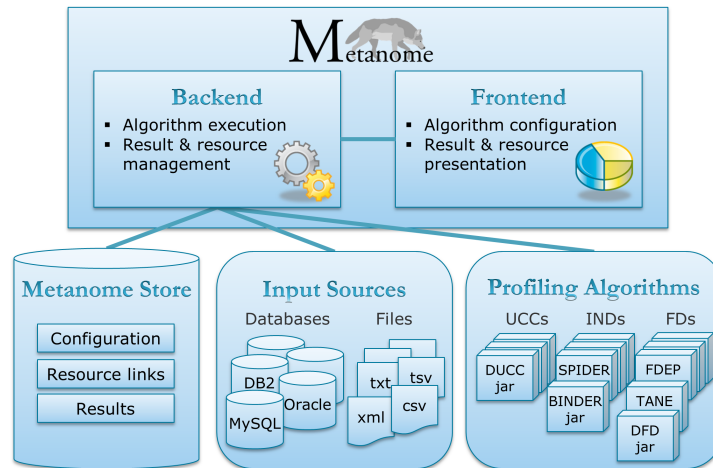 Metanome
Backend
▪ Algorithm execution
▪ Result & resource
management
Frontend
▪ Algorithm configuration
▪ Result & resource
presentation
Metanome Store
Configuration
Resource links
Results
Input Sources
Databases
Files
DB2
Oracle
MySQL
txt
tsv
xml
csv
Profiling Algorithms
UCCs
INDs
FDs
DUCC
jar
SPIDER
BINDER
jar
FDEP
TANE
DFD
jar